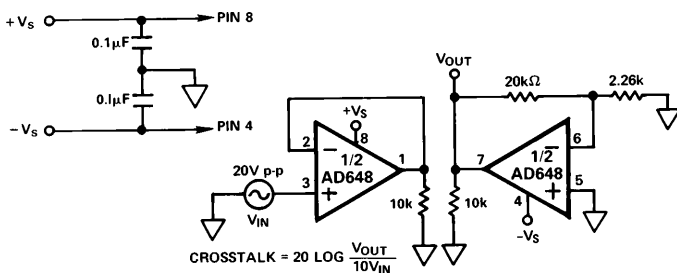 +VS
PIN 8
0.1µF
0.1µF
−VS
PIN 4
VOUT
20kΩ
2.26k
+VS
2
−
8
1/2
AD648
1
3
+
20V p-p
VIN
10k
7
10k
6
−
1/2
AD648
5
+
4
−VS
CROSSTALK = 20 LOG VOUT
10VIN